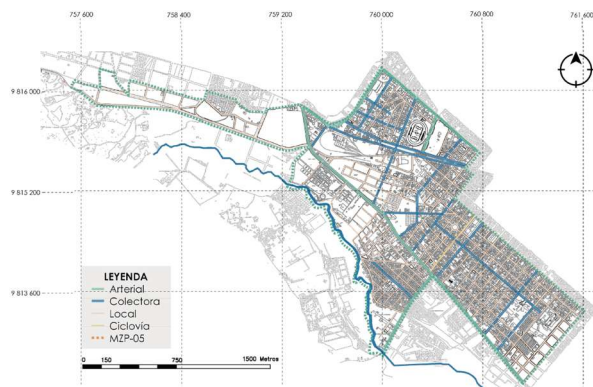 757 600 758 400 759 200 760 000 760 800 761 600
9 816 000
9 815 200
9 813 600
LEYENDA
Arterial
Colectora
Local
Ciclovía
MZP-05
0 150 750 1500 Metros